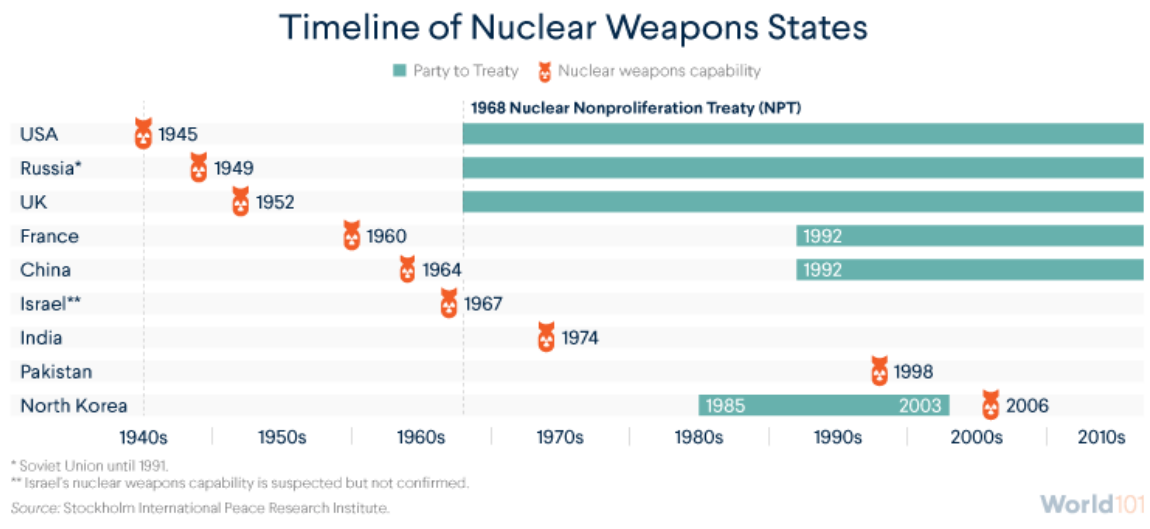 Timeline of Nuclear Weapons States
Party to Treaty Nuclear weapons capability
1968 Nuclear Nonproliferation Treaty (NPT)
USA 1945
Russia* 1949
UK 1952
France 1960 1992
China 1964 1992
Israel** 1967
India 1974
Pakistan 1998
North Korea 1985 2003 2006
1940s 1950s 1960s 1970s 1980s 1990s 2000s 2010s
* Soviet Union until 1991.
** Israel's nuclear weapons capability is suspected but not confirmed.
Source: Stockholm International Peace Research Institute.
World101